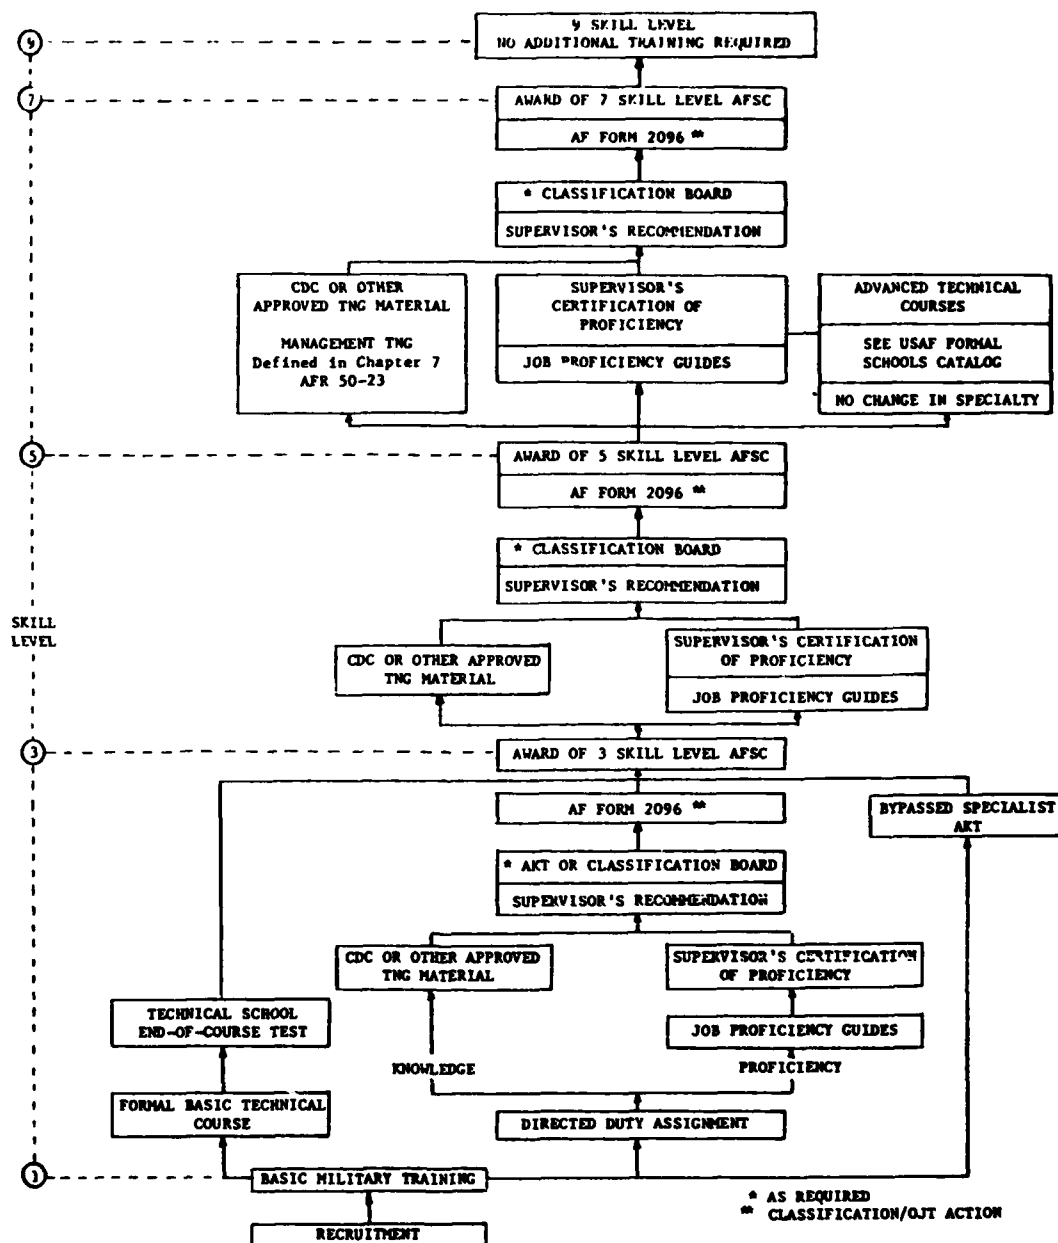 9 SKILL LEVEL
NO ADDITIONAL TRAINING REQUIRED
9
7
AWARD OF 7 SKILL LEVEL AFSC
AF FORM 2096 **
* CLASSIFICATION BOARD
SUPERVISOR'S RECOMMENDATION
CDC OR OTHER
APPROVED TNG MATERIAL
MANAGEMENT TNG
Defined in Chapter 7
AFR 50-23
SUPERVISOR'S
CERTIFICATION OF
PROFICIENCY
JOB PROFICIENCY GUIDES
ADVANCED TECHNICAL
COURSES
SEE USAF FORMAL
SCHOOLS CATALOG
NO CHANGE IN SPECIALTY
5
AWARD OF 5 SKILL LEVEL AFSC
AF FORM 2096 **
* CLASSIFICATION BOARD
SUPERVISOR'S RECOMMENDATION
SKILL
LEVEL
CDC OR OTHER APPROVED
TNG MATERIAL
SUPERVISOR'S CERTIFICATION
OF PROFICIENCY
JOB PROFICIENCY GUIDES
3
AWARD OF 3 SKILL LEVEL AFSC
AF FORM 2096 **
BYPASSED SPECIALIST
AKT
* AKT OR CLASSIFICATION BOARD
SUPERVISOR'S RECOMMENDATION
CDC OR OTHER APPROVED
TNG MATERIAL
SUPERVISOR'S CERTIFICATION
OF PROFICIENCY
TECHNICAL SCHOOL
END-OF-COURSE TEST
JOB PROFICIENCY GUIDES
KNOWLEDGE
PROFICIENCY
FORMAL BASIC TECHNICAL
COURSE
DIRECTED DUTY ASSIGNMENT
1
BASIC MILITARY TRAINING
* AS REQUIRED
** CLASSIFICATION/OJT ACTION
RECRUITMENT